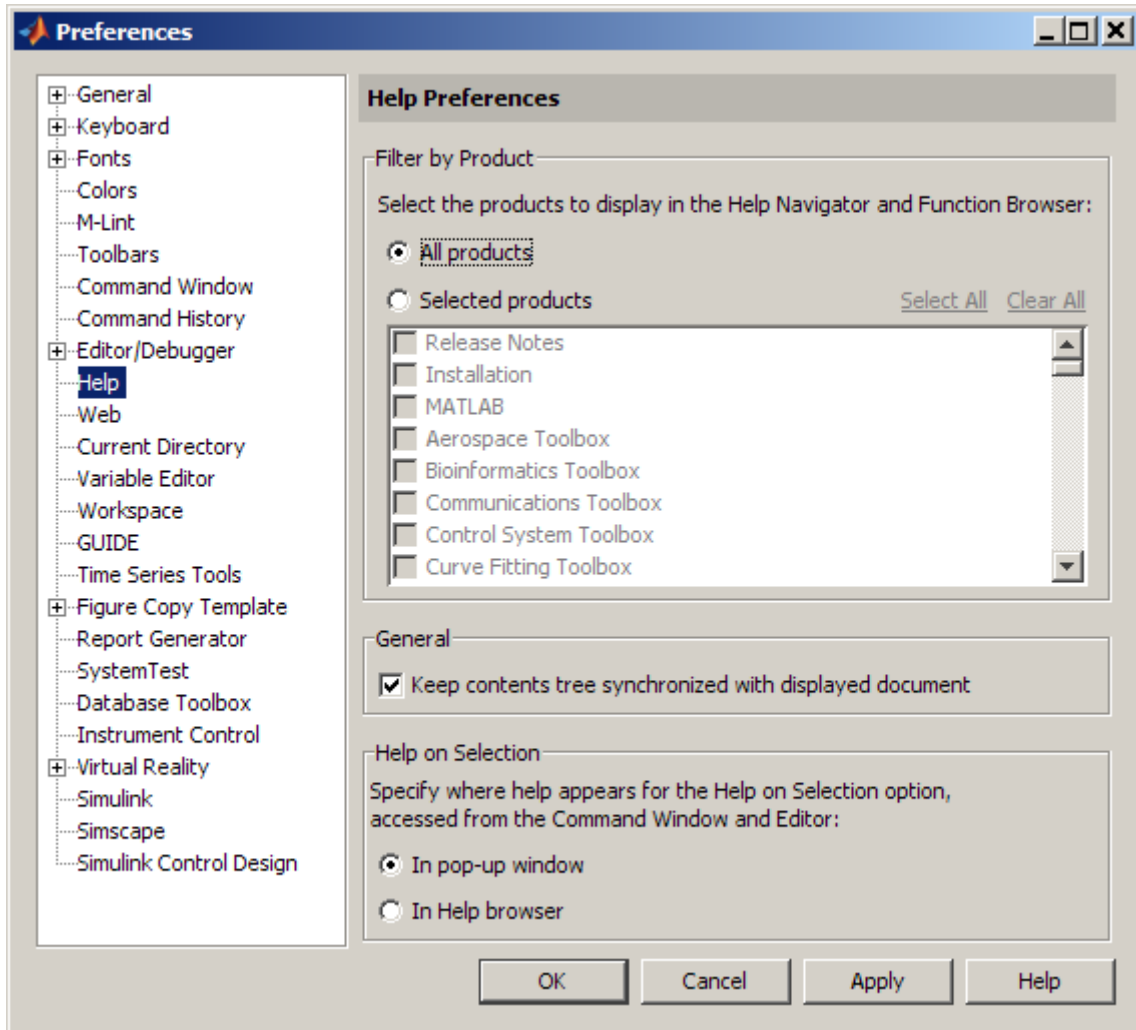 Preferences
General
Keyboard
Fonts
Colors
M-Lint
Toolbars
Command Window
Command History
Editor/Debugger
Help
Web
Current Directory
Variable Editor
Workspace
GUIDE
Time Series Tools
Figure Copy Template
Report Generator
SystemTest
Database Toolbox
Instrument Control
Virtual Reality
Simulink
Simscape
Simulink Control Design
Help Preferences
Filter by Product
Select the products to display in the Help Navigator and Function Browser:
All products
Selected products Select All Clear All
Release Notes
Installation
MATLAB
Aerospace Toolbox
Bioinformatics Toolbox
Communications Toolbox
Control System Toolbox
Curve Fitting Toolbox
General
Keep contents tree synchronized with displayed document
Help on Selection
Specify where help appears for the Help on Selection option,
accessed from the Command Window and Editor:
In pop-up window
In Help browser
OK Cancel Apply Help